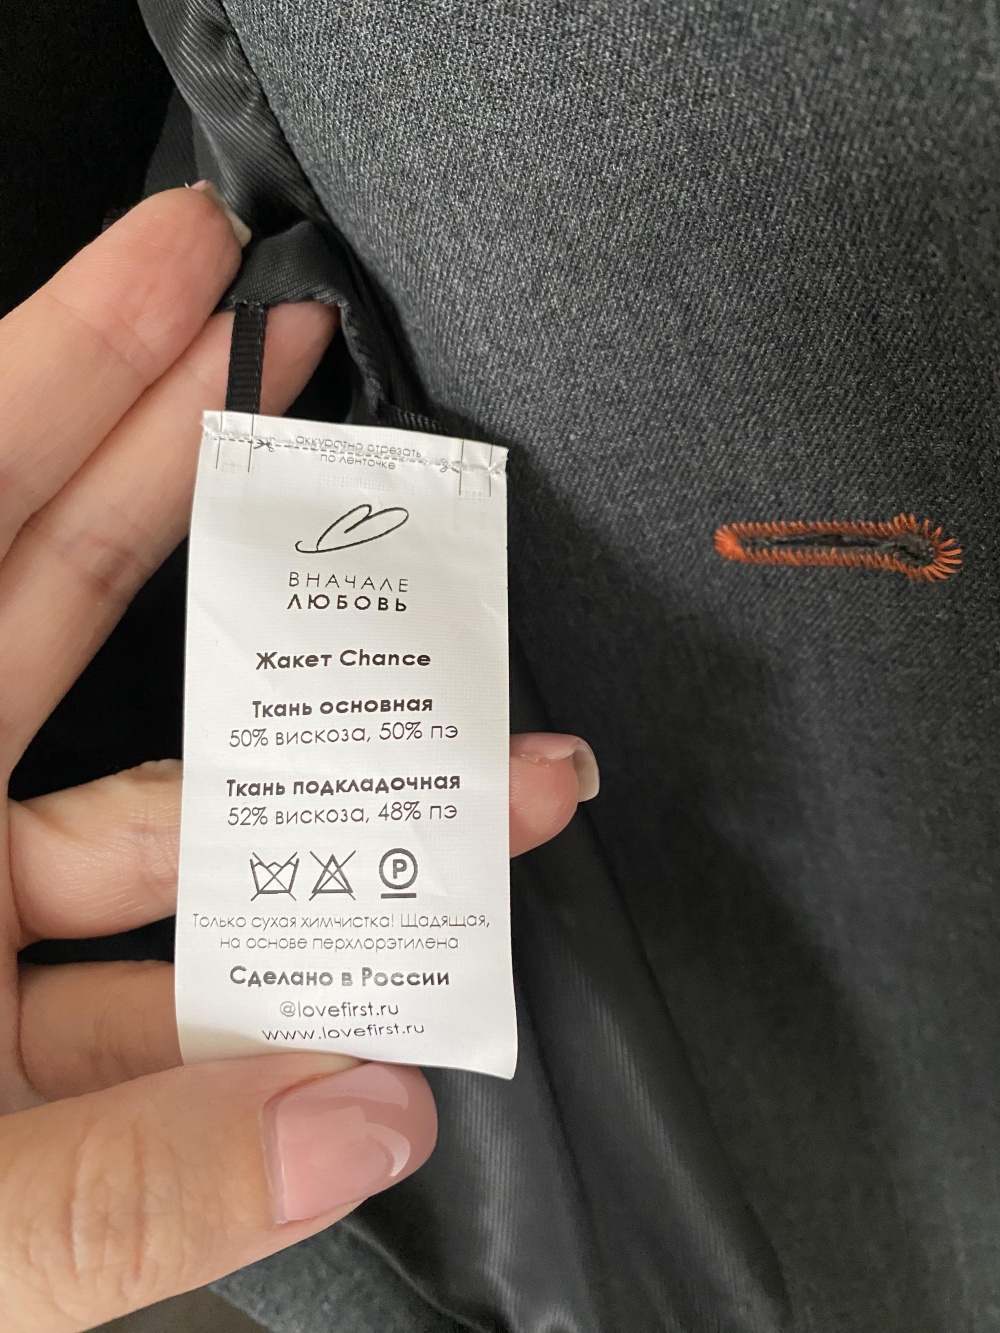 аккуратно отрезать
по ленточке
ВНАЧАЛЕ
ЛЮБОВЬ
Жакет Chance
Ткань основная
50% вискоза, 50% пэ
Ткань подкладочная
52% вискоза, 48% пэ
P
Только сухая химчистка! Щадящая,
на основе перхлорэтилена
Сделано в России
@lovefirst.ru
www.lovefirst.ru